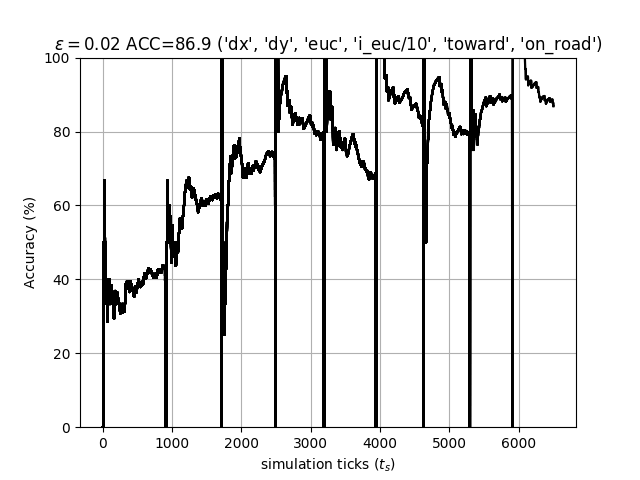 ε = 0.02 ACC=86.9 ('dx', 'dy', 'euc', 'i_euc/10', 'toward', 'on_road')
100
80
60
40
20
0
Accuracy (%)
0 1000 2000 3000 4000 5000 6000
simulation ticks (tₛ)